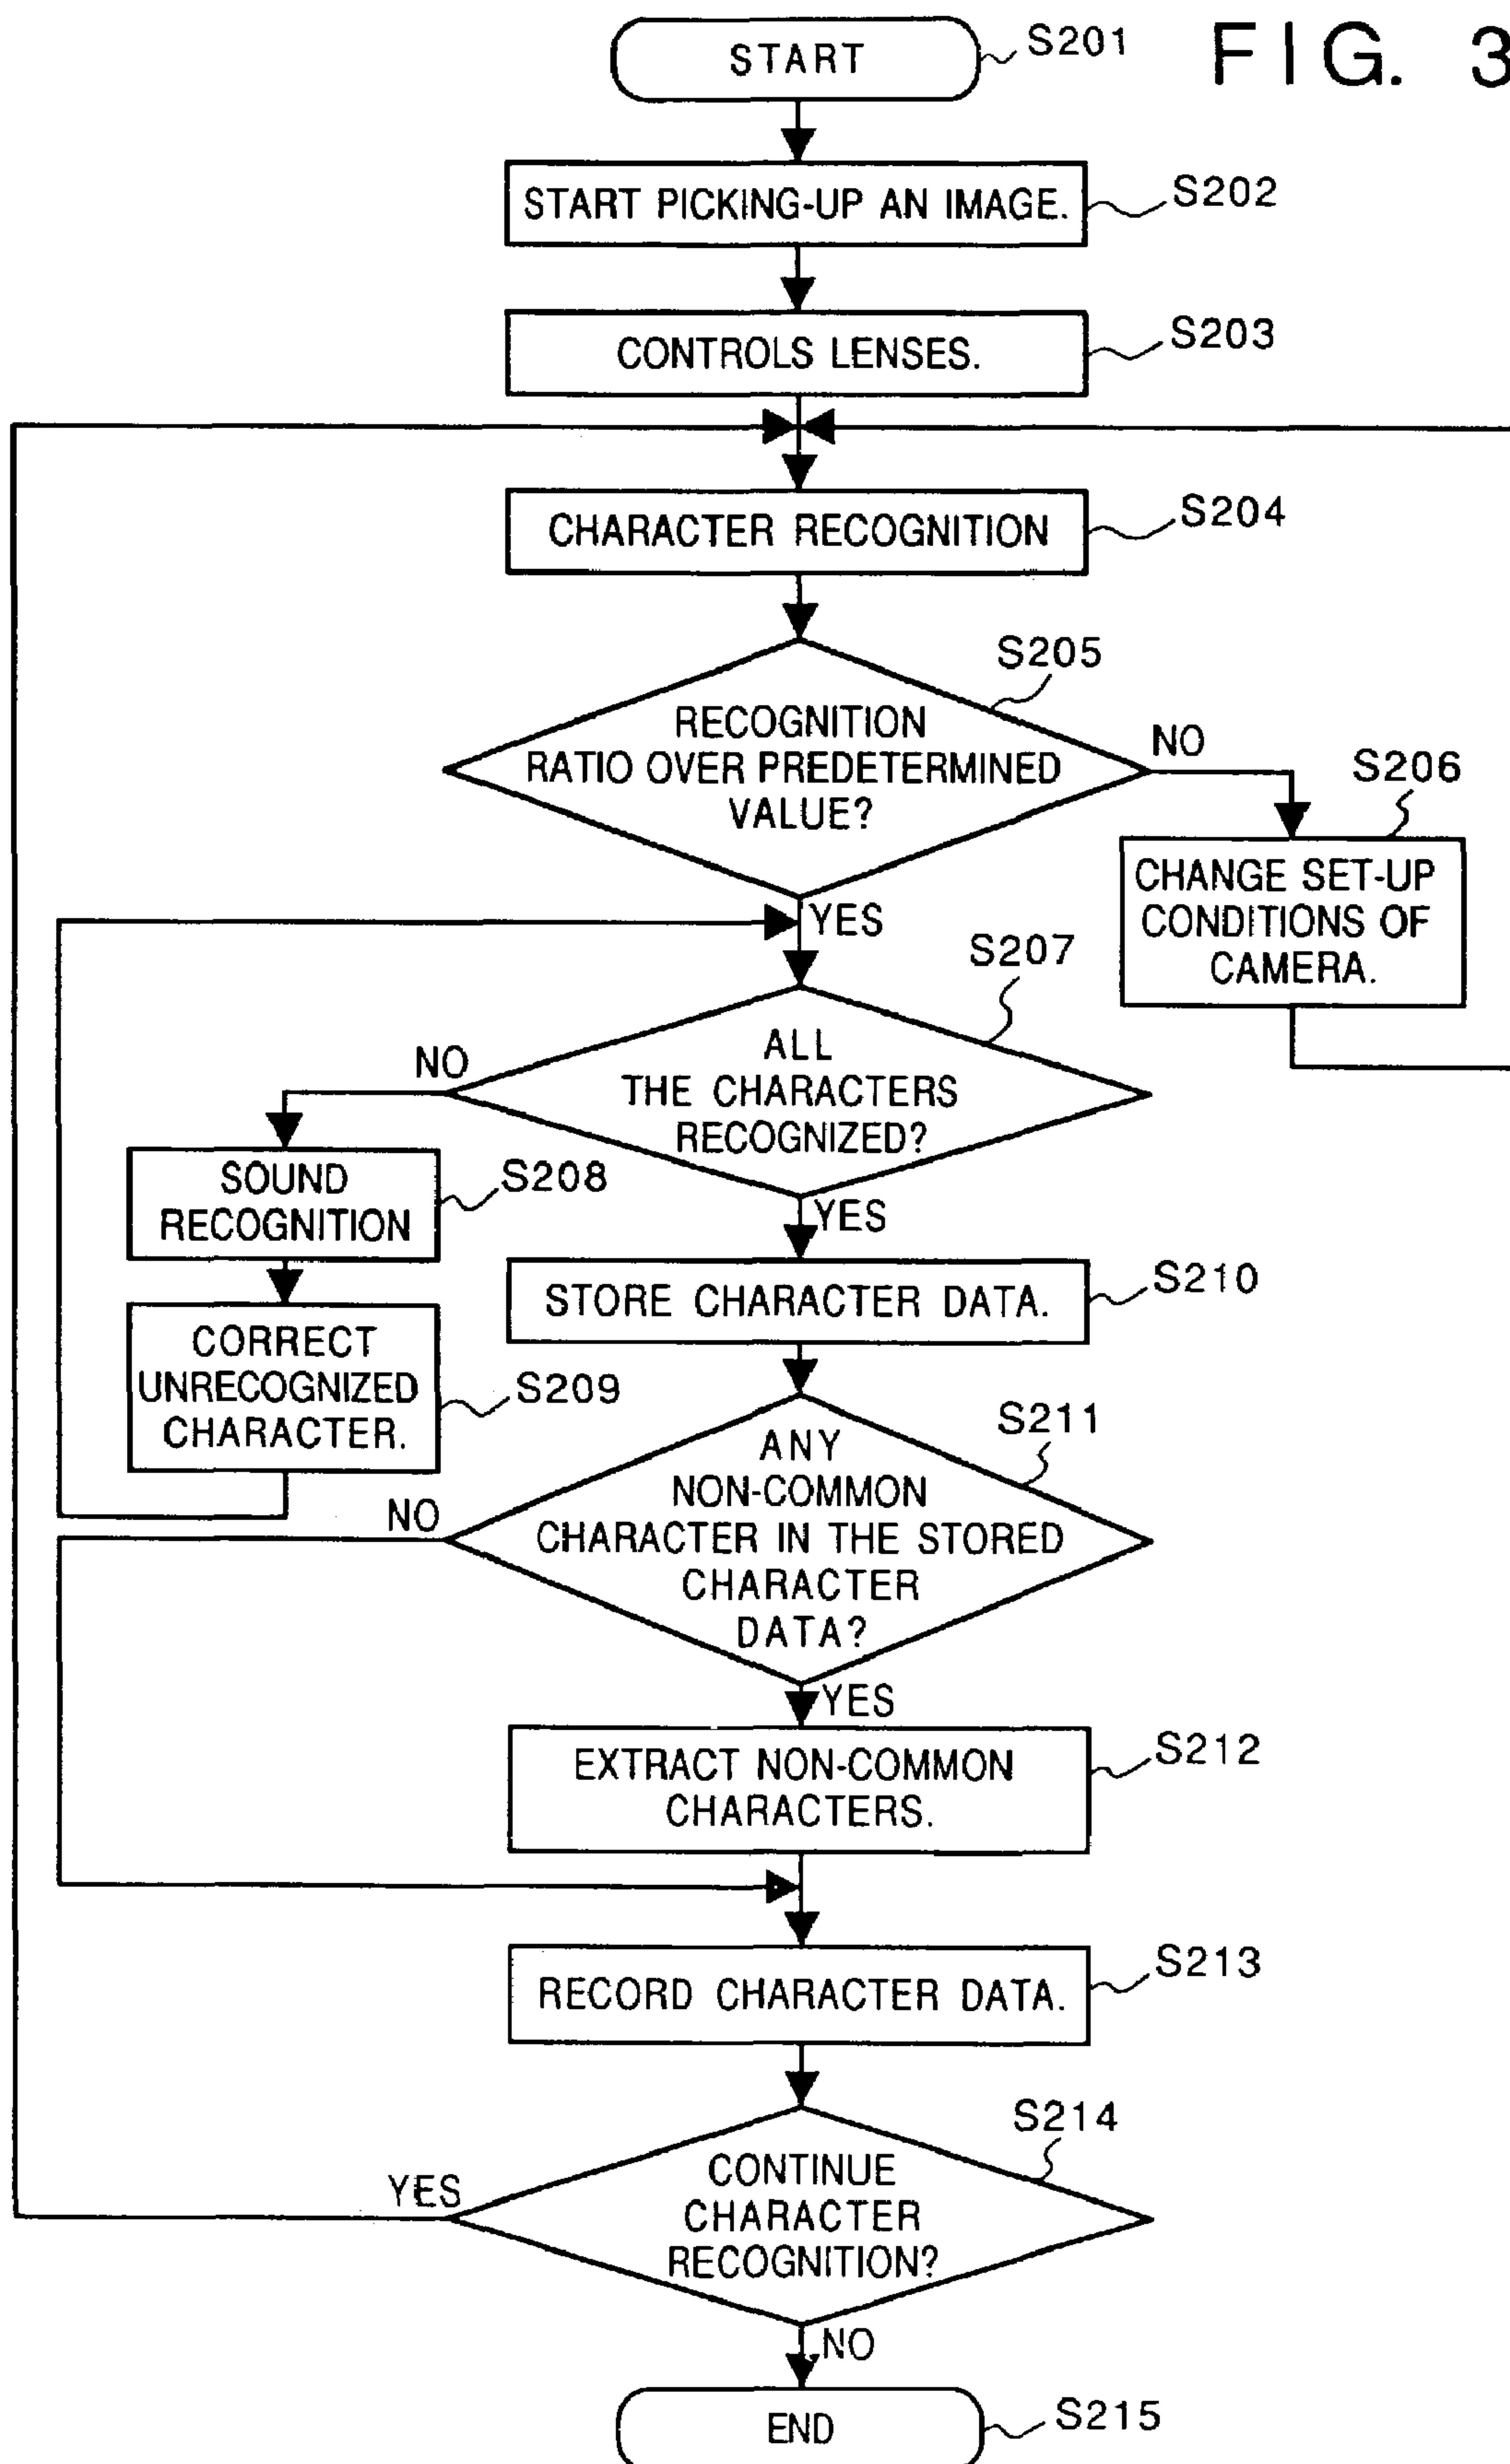 START
S201
FIG. 3
START PICKING-UP AN IMAGE.
S202
CONTROLS LENSES.
S203
CHARACTER RECOGNITION
S204
S205
RECOGNITION
RATIO OVER PREDETERMINED
VALUE?
NO
S206
CHANGE SET-UP
CONDITIONS OF
CAMERA.
YES
S207
ALL
THE CHARACTERS
RECOGNIZED?
NO
SOUND
RECOGNITION
S208
CORRECT
UNRECOGNIZED
CHARACTER.
S209
YES
STORE CHARACTER DATA.
S210
S211
ANY
NON-COMMON
CHARACTER IN THE STORED
CHARACTER
DATA?
NO
YES
EXTRACT NON-COMMON
CHARACTERS.
S212
RECORD CHARACTER DATA.
S213
S214
CONTINUE
CHARACTER
RECOGNITION?
YES
NO
END
S215